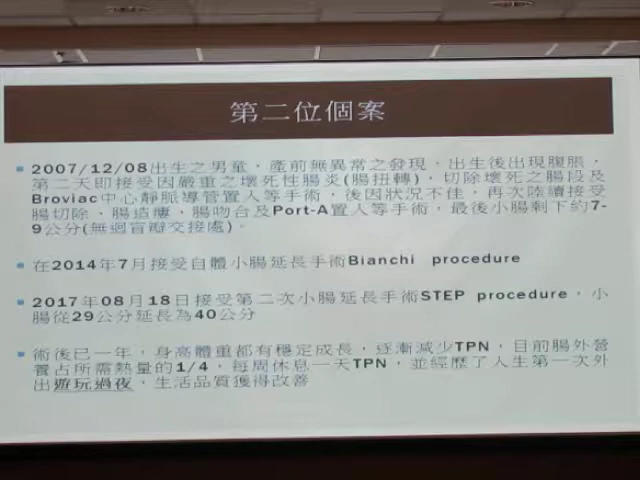 第二位個案
2007/12/08出生之男童，產前無異常之發現，出生後出現腹脹，
第二天即接受因嚴重之壞死性腸炎(腸扭轉)，切除壞死之腸段及
Broviac中心靜脈導管置入等手術，後因狀況不佳，再次陸續接受
腸切除、腸造廔，腸吻合及Port-A置入等手術，最後小腸剩下約7-
9公分(無迴盲瓣交接處)。
在2014年7月接受自體小腸延長手術Bianchi procedure
2017年08月18日接受第二次小腸延長手術STEP procedure，小
腸從29公分延長為40公分
術後已一年，身高體重都有穩定成長，逐漸減少TPN，目前腸外營
養占所需熱量的1/4，每周休息一天TPN，並經歷了人生第一次外
出遊玩過夜，生活品質獲得改善